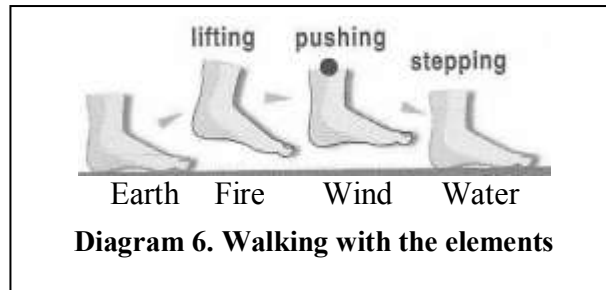 lifting pushing
stepping
Earth Fire Wind Water
Diagram 6. Walking with the elements